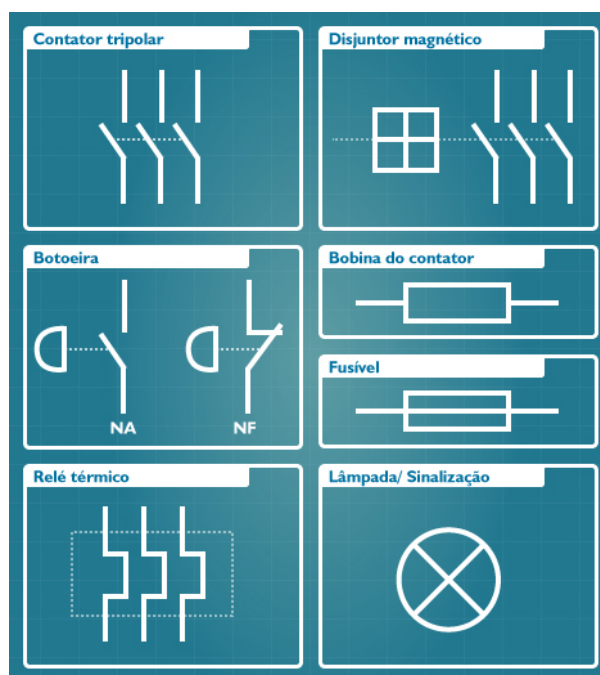 Contator tripolar
Disjuntor magnético
Botoeira
NA
NF
Bobina do contator
Fusível
Relé térmico
Lâmpada/ Sinalização